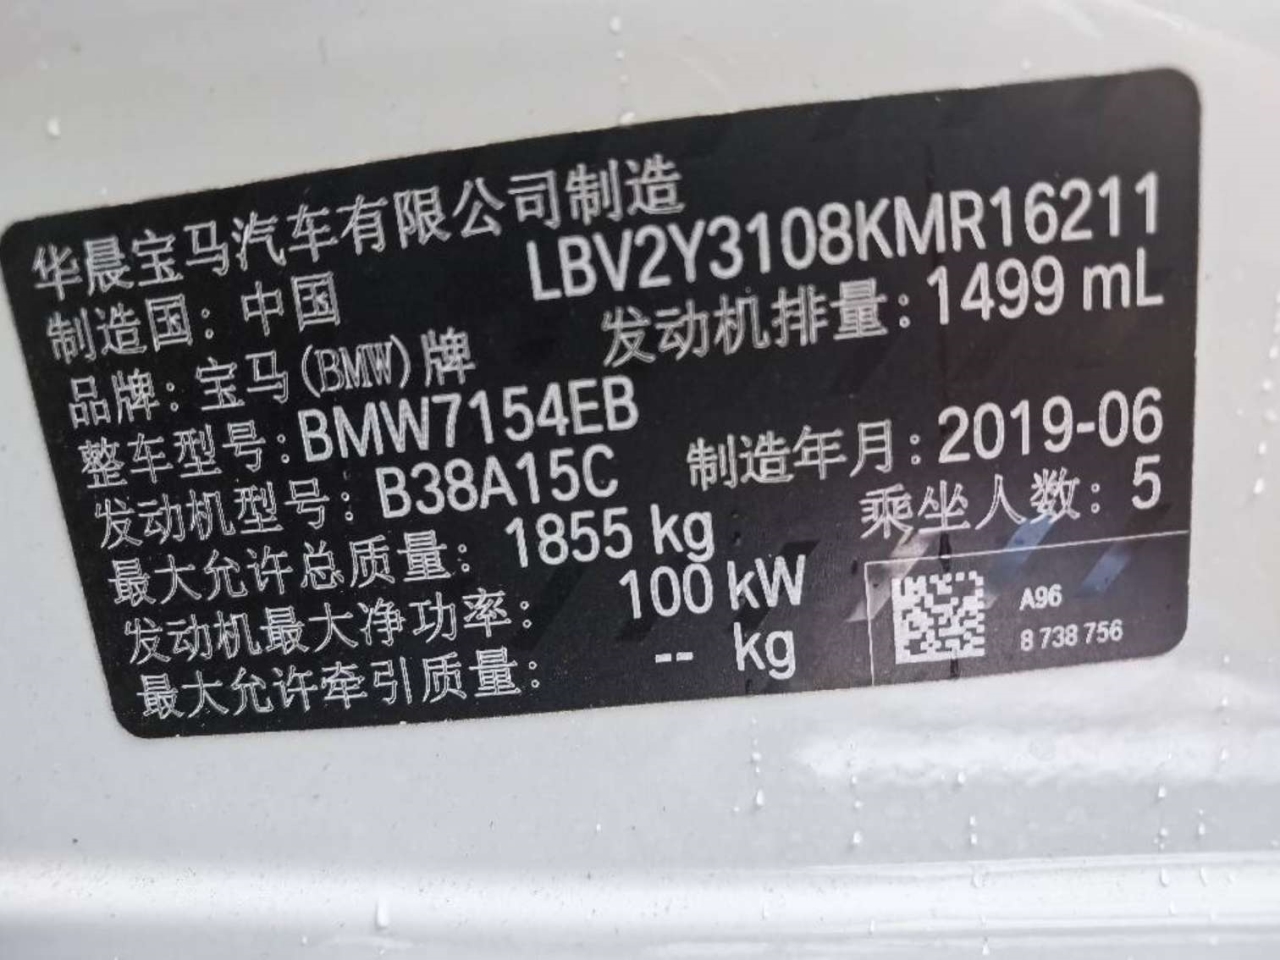 华晨宝马汽车有限公司制造
LBV2Y3108KMR16211
制造国：中国
发动机排量：1499 mL
品牌：宝马(BMW)牌
整车型号：BMW7154EB
制造年月：2019-06
发动机型号：B38A15C
乘坐人数：5
最大允许总质量：1855 kg
发动机最大净功率：100 kW
最大允许牵引质量：-- kg
A96
8 738 756